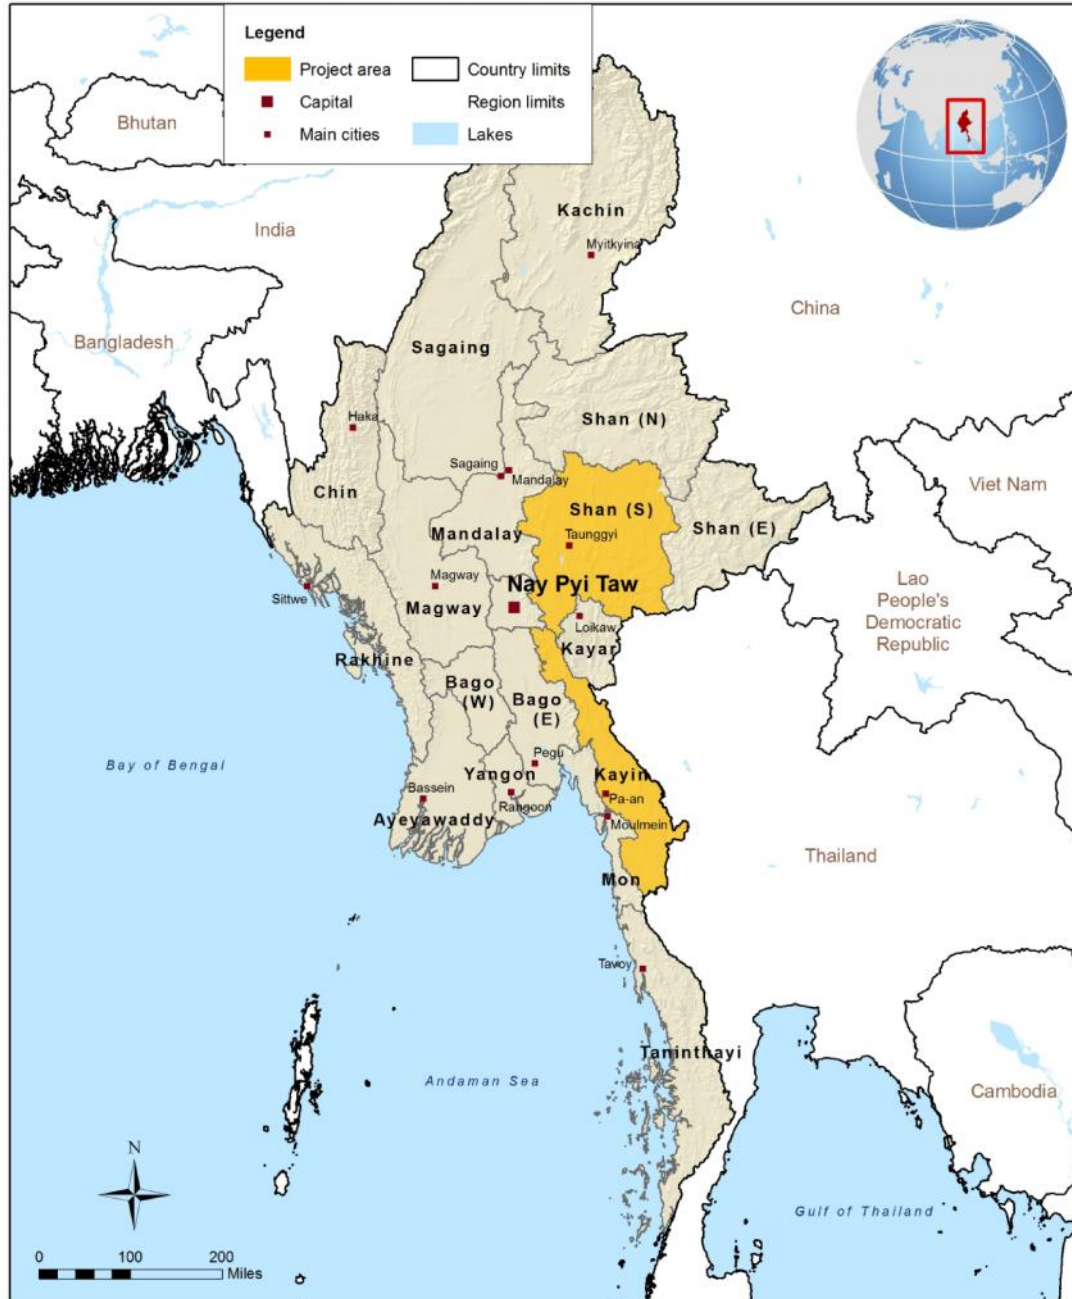 Legend
Project area
Country limits
Capital
Region limits
Main cities
Lakes
Bhutan
India
Bangladesh
China
Kachin
Myitkyina
Sagaing
Haka
Shan (N)
Sagaing
Mandalay
Chin
Shan (S)
Shan (E)
Viet Nam
Mandalay
Taunggyi
Magway
Nay Pyi Taw
Lao
People's
Democratic
Republic
Sittwe
Magway
Loikaw
Kayar
Rakhine
Bago
(W)
Bago
(E)
Bay of Bengal
Pegu
Yangon
Kayin
Bassein
Rangoon
Pa-an
Ayeyawaddy
Moulmein
Thailand
Mon
Tavoy
Taninthayi
Andaman Sea
Cambodia
N
Gulf of Thailand
0 100 200
Miles